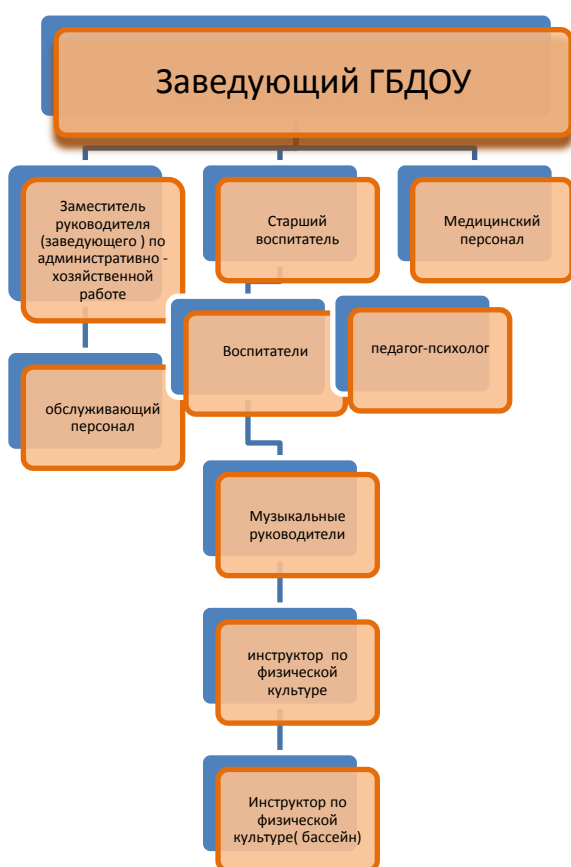 Заведующий ГБДОУ
Заместитель
руководителя
(заведующего ) по
административно -
хозяйственной
работе
Старший
воспитатель
Медицинский
персонал
обслуживающий
персонал
Воспитатели
педагог-психолог
Музыкальные
руководители
инструктор по
физической
культуре
Инструктор по
физической
культуре( бассейн)